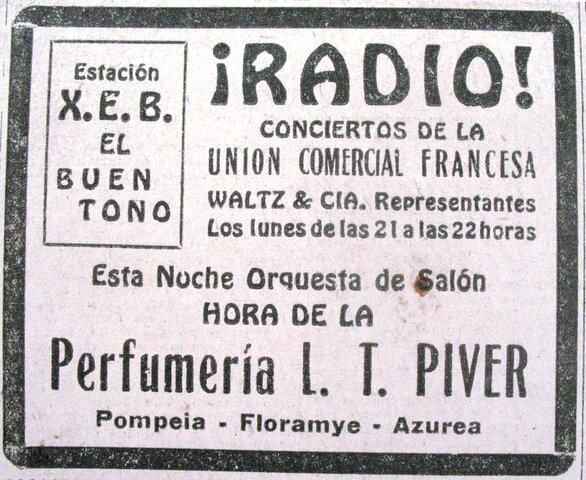 Estación
X.E.B.
EL
BUEN
TONO
¡RADIO!
CONCIERTOS DE LA
UNION COMERCIAL FRANCESA
WALTZ & CIA. Representantes
Los lunes de las 21 a las 22 horas
Esta Noche Orquesta de Salón
HORA DE LA
Perfumería L. T. PIVER
Pompeia - Floramye - Azurea